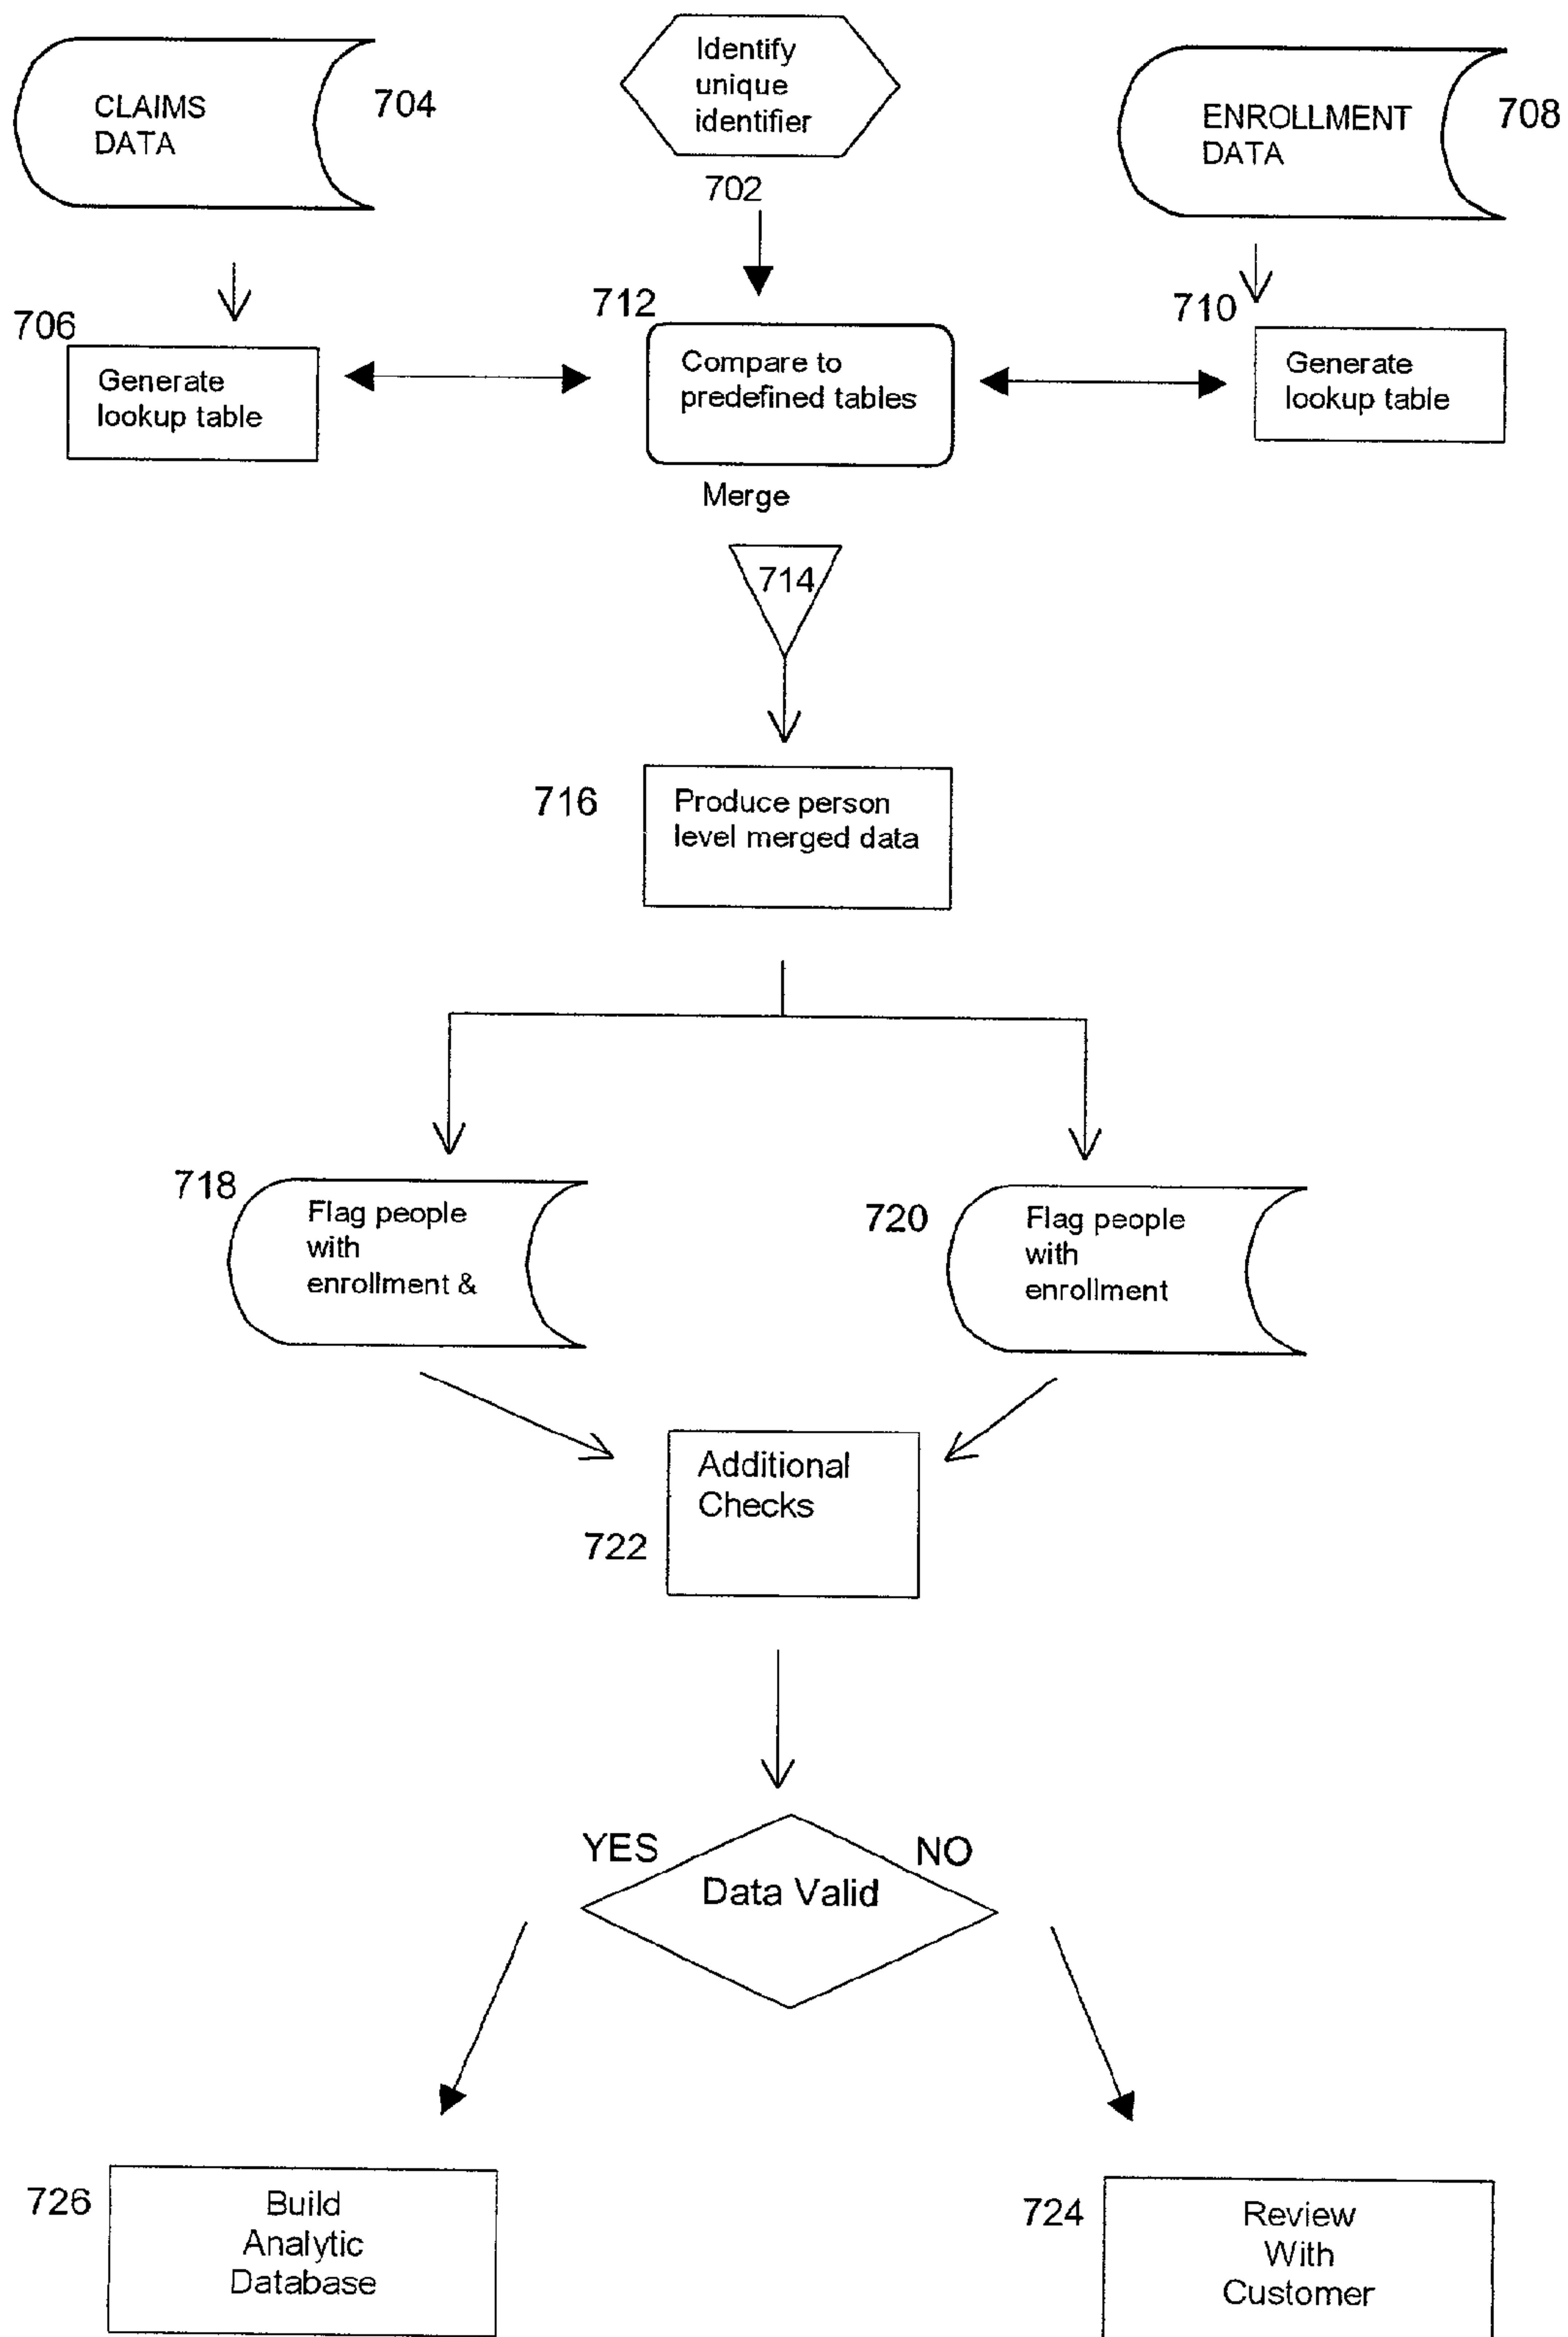 CLAIMS
DATA
704
Identify
unique
identifier
702
ENROLLMENT
DATA
708
706
Generate
lookup table
712
Compare to
predefined tables
710
Generate
lookup table
Merge
714
716
Produce person
level merged data
718
Flag people
with
enrollment &
720
Flag people
with
enrollment
Additional
Checks
722
YES
NO
Data Valid
726
Build
Analytic
Database
724
Review
With
Customer